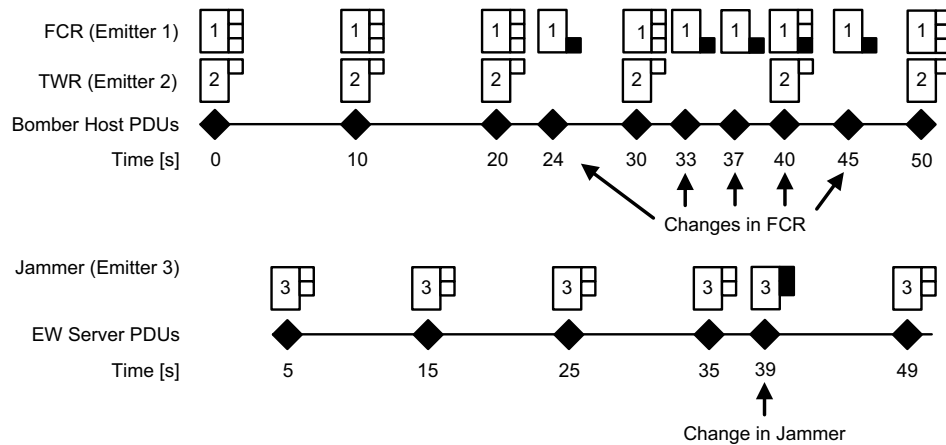 FCR (Emitter 1) 1 1 1 1 1 1 1 1 1 1
TWR (Emitter 2) 2 2 2 2 2 2
Bomber Host PDUs
Time [s] 0 10 20 24 30 33 37 40 45 50
Changes in FCR
Jammer (Emitter 3) 3 3 3 3 3 3
EW Server PDUs
Time [s] 5 15 25 35 39 49
Change in Jammer